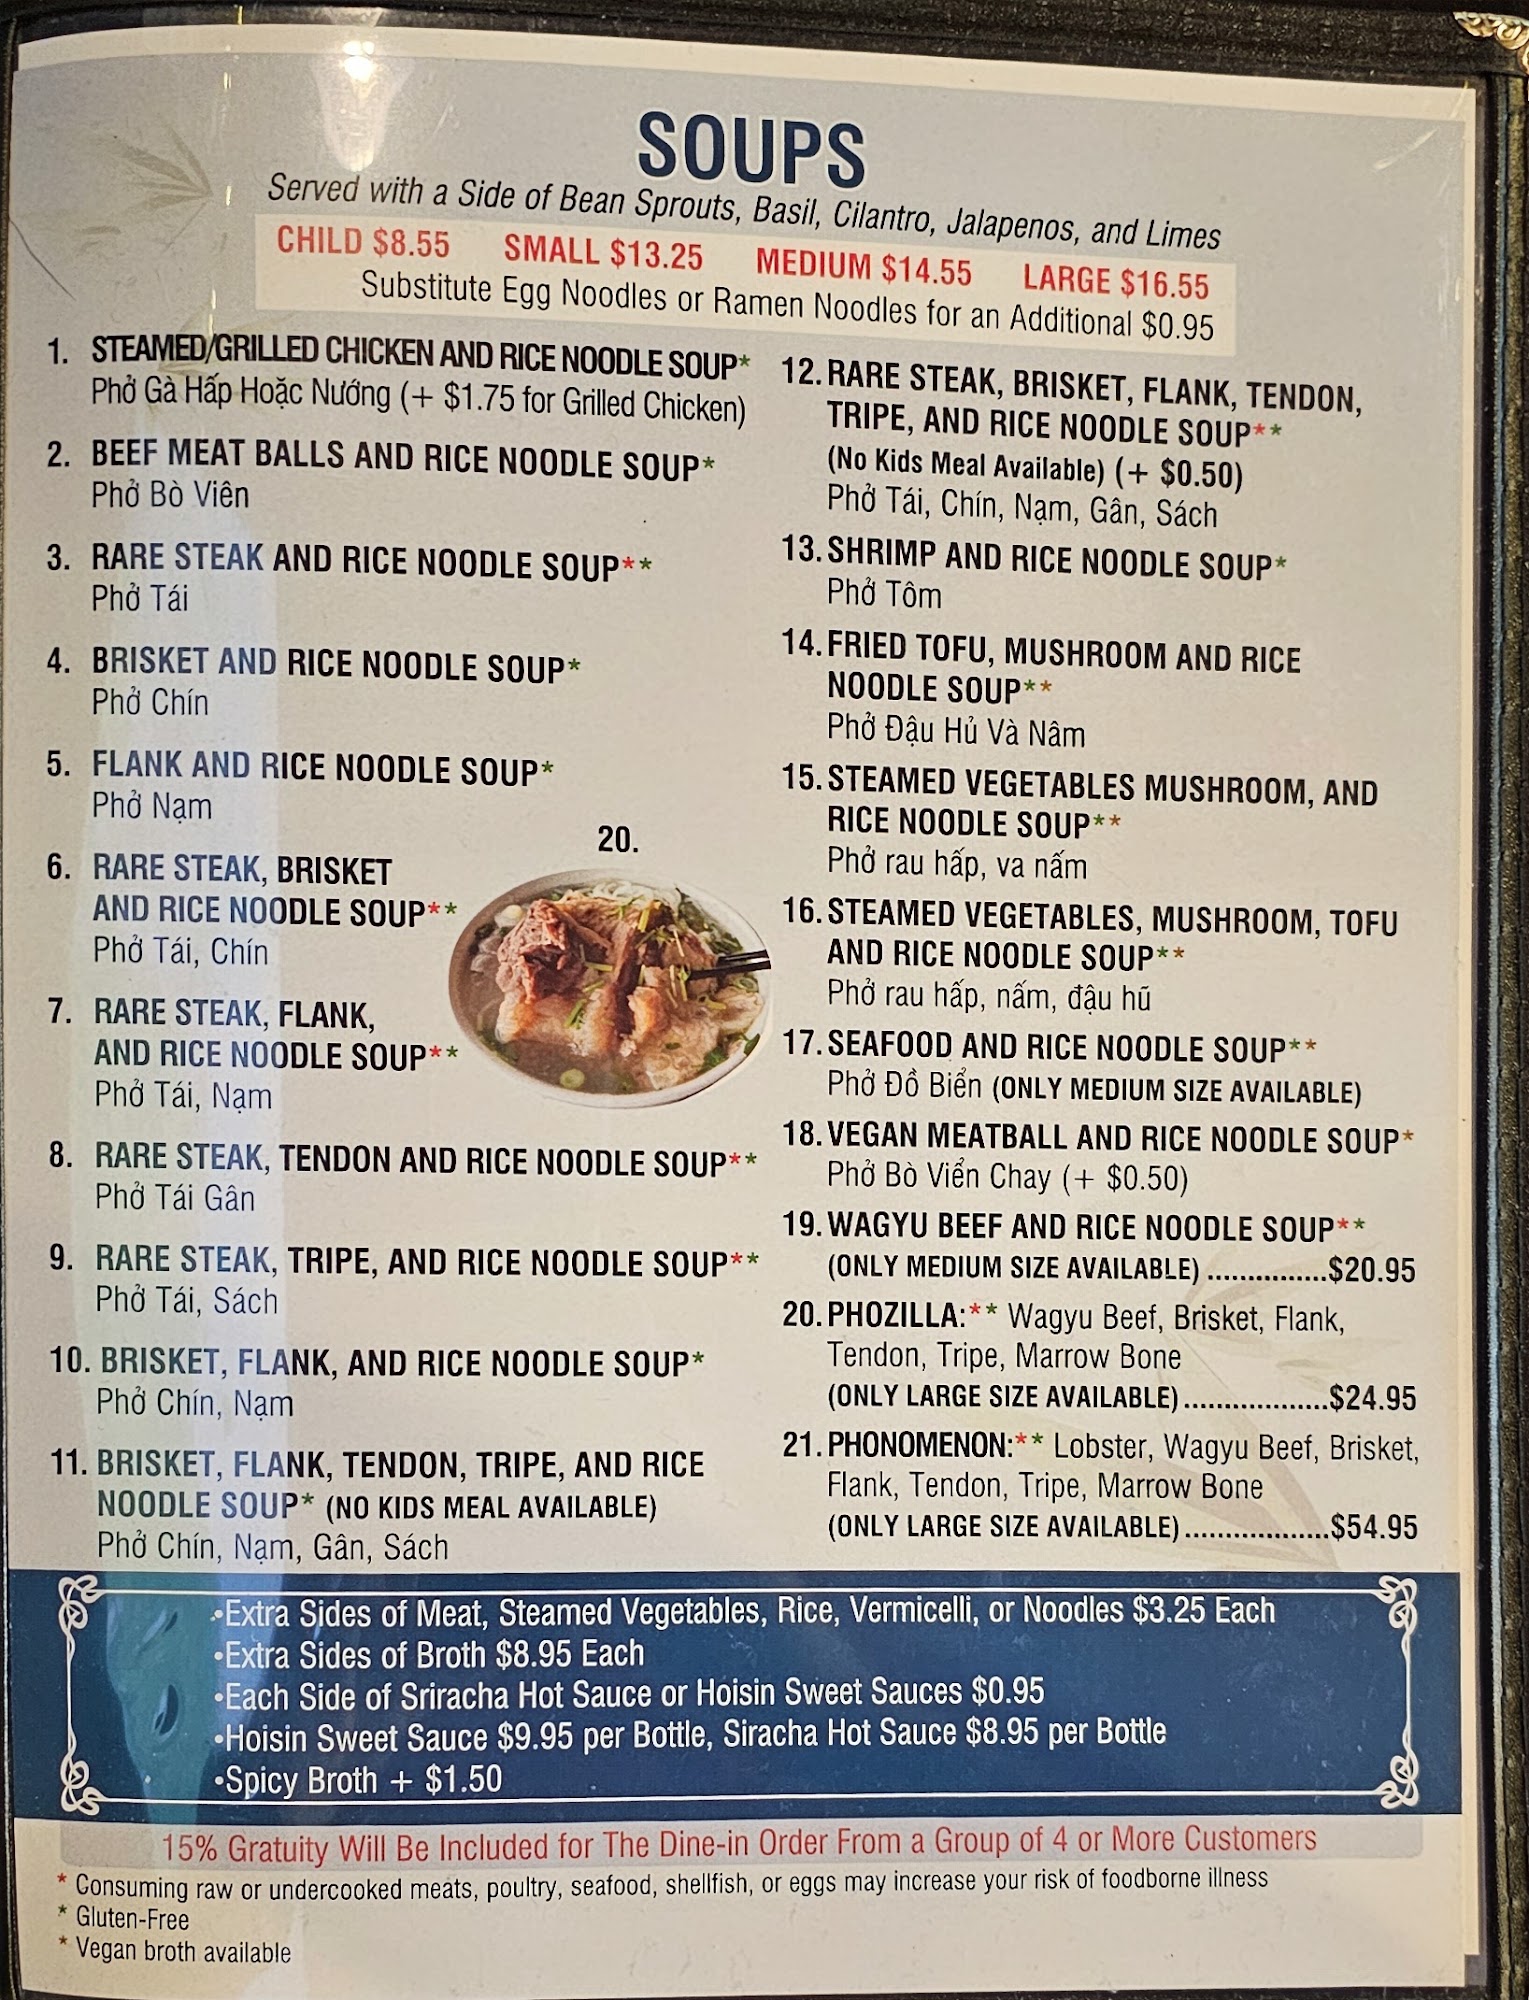 SOUPS
Served with a Side of Bean Sprouts, Basil, Cilantro, Jalapenos, and Limes
CHILD $8.55 SMALL $13.25 MEDIUM $14.55 LARGE $16.55
Substitute Egg Noodles or Ramen Noodles for an Additional $0.95
1. STEAMED/GRILLED CHICKEN AND RICE NOODLE SOUP*
Phở Gà Hấp Hoặc Nướng (+ $1.75 for Grilled Chicken)
2. BEEF MEAT BALLS AND RICE NOODLE SOUP*
Phở Bò Viên
3. RARE STEAK AND RICE NOODLE SOUP**
Phở Tái
4. BRISKET AND RICE NOODLE SOUP*
Phở Chín
5. FLANK AND RICE NOODLE SOUP*
Phở Nạm
6. RARE STEAK, BRISKET
AND RICE NOODLE SOUP**
Phở Tái, Chín
7. RARE STEAK, FLANK,
AND RICE NOODLE SOUP**
Phở Tái, Nạm
20.
8. RARE STEAK, TENDON AND RICE NOODLE SOUP**
Phở Tái Gân
9. RARE STEAK, TRIPE, AND RICE NOODLE SOUP**
Phở Tái, Sách
10. BRISKET, FLANK, AND RICE NOODLE SOUP*
Phở Chín, Nạm
11. BRISKET, FLANK, TENDON, TRIPE, AND RICE
NOODLE SOUP* (NO KIDS MEAL AVAILABLE)
Phở Chín, Nạm, Gân, Sách
12. RARE STEAK, BRISKET, FLANK, TENDON,
TRIPE, AND RICE NOODLE SOUP**
(No Kids Meal Available) (+ $0.50)
Phở Tái, Chín, Nạm, Gân, Sách
13. SHRIMP AND RICE NOODLE SOUP*
Phở Tôm
14. FRIED TOFU, MUSHROOM AND RICE
NOODLE SOUP**
Phở Đậu Hủ Và Nâm
15. STEAMED VEGETABLES MUSHROOM, AND
RICE NOODLE SOUP**
Phở rau hấp, va nấm
16. STEAMED VEGETABLES, MUSHROOM, TOFU
AND RICE NOODLE SOUP**
Phở rau hấp, nấm, đậu hũ
17. SEAFOOD AND RICE NOODLE SOUP**
Phở Đồ Biển (ONLY MEDIUM SIZE AVAILABLE)
18. VEGAN MEATBALL AND RICE NOODLE SOUP*
Phở Bò Viển Chay (+ $0.50)
19. WAGYU BEEF AND RICE NOODLE SOUP**
(ONLY MEDIUM SIZE AVAILABLE) ...............$20.95
20. PHOZILLA:** Wagyu Beef, Brisket, Flank,
Tendon, Tripe, Marrow Bone
(ONLY LARGE SIZE AVAILABLE)..................$24.95
21. PHONOMENON:** Lobster, Wagyu Beef, Brisket,
Flank, Tendon, Tripe, Marrow Bone
(ONLY LARGE SIZE AVAILABLE)..................$54.95
•Extra Sides of Meat, Steamed Vegetables, Rice, Vermicelli, or Noodles $3.25 Each
•Extra Sides of Broth $8.95 Each
•Each Side of Sriracha Hot Sauce or Hoisin Sweet Sauces $0.95
•Hoisin Sweet Sauce $9.95 per Bottle, Siracha Hot Sauce $8.95 per Bottle
•Spicy Broth + $1.50
15% Gratuity Will Be Included for The Dine-in Order From a Group of 4 or More Customers
* Consuming raw or undercooked meats, poultry, seafood, shellfish, or eggs may increase your risk of foodborne illness
* Gluten-Free
* Vegan broth available